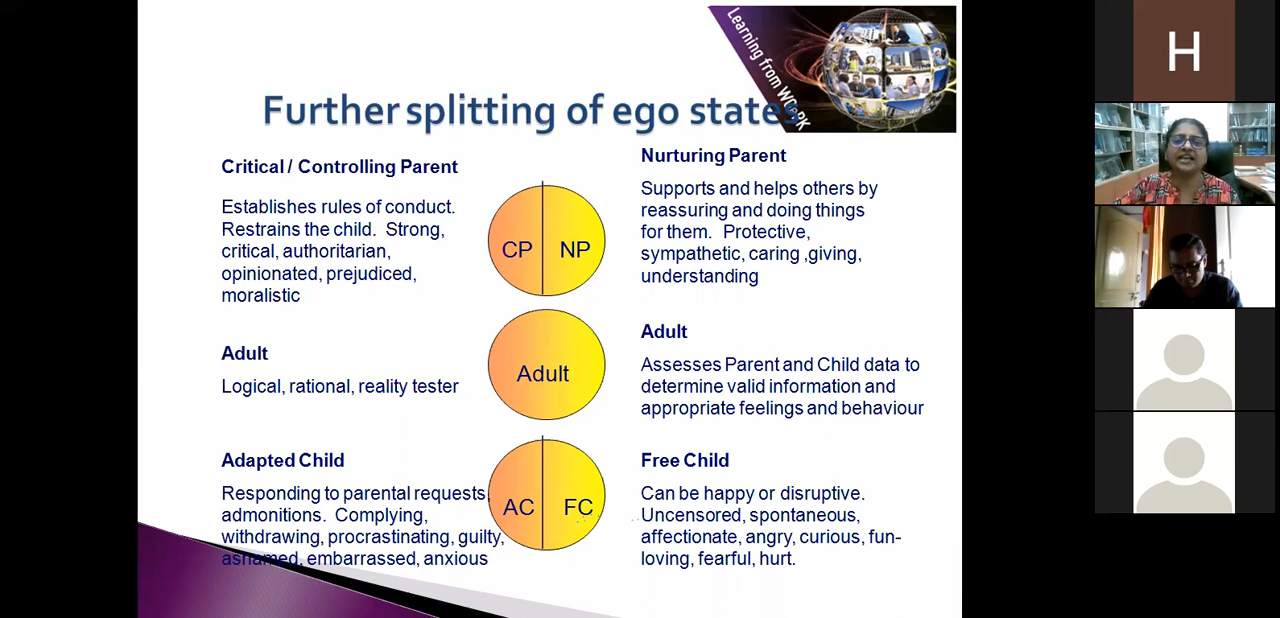 Learning from WORK
Further splitting of ego states
Critical / Controlling Parent
Establishes rules of conduct.
Restrains the child.  Strong,
critical, authoritarian,
opinionated, prejudiced,
moralistic
CP
NP
Nurturing Parent
Supports and helps others by
reassuring and doing things
for them.  Protective,
sympathetic, caring ,giving,
understanding
Adult
Logical, rational, reality tester
Adult
Adult
Assesses Parent and Child data to
determine valid information and
appropriate feelings and behaviour
Adapted Child
Responding to parental requests,
admonitions.  Complying,
withdrawing, procrastinating, guilty,
ashamed, embarrassed, anxious
AC
FC
Free Child
Can be happy or disruptive.
Uncensored, spontaneous,
affectionate, angry, curious, fun-
loving, fearful, hurt.
H